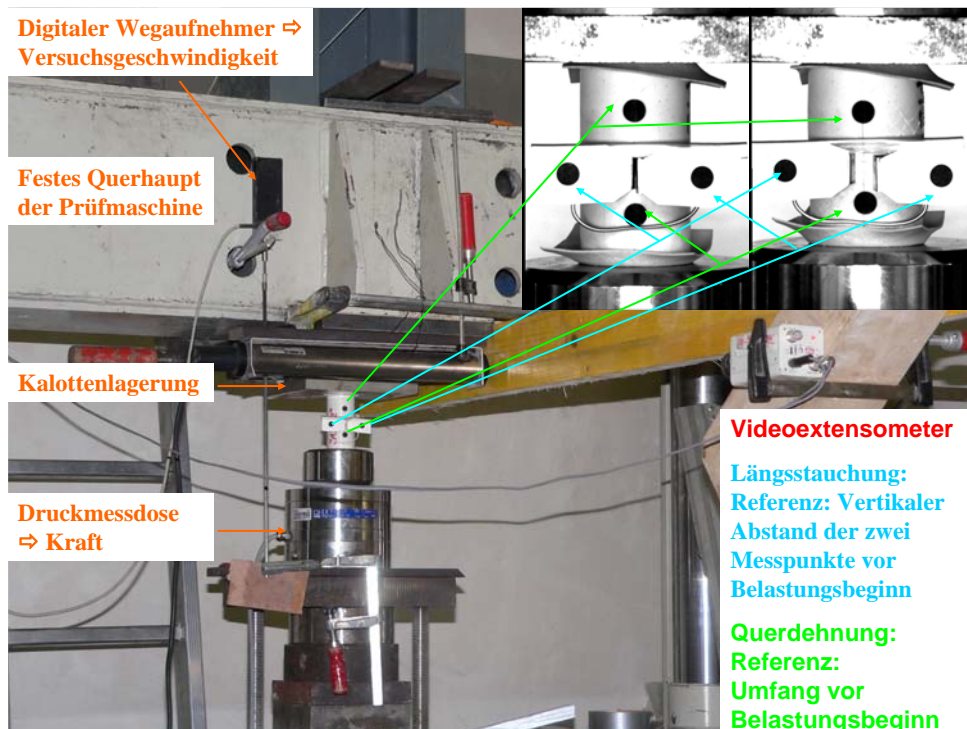 Digitaler Wegaufnehmer ⇨
Versuchsgeschwindigkeit
Festes Querhaupt
der Prüfmaschine
Kalottenlagerung
Druckmessdose
⇨ Kraft
Videoextensometer
Längsstauchung:
Referenz: Vertikaler
Abstand der zwei
Messpunkte vor
Belastungsbeginn
Querdehnung:
Referenz:
Umfang vor
Belastungsbeginn